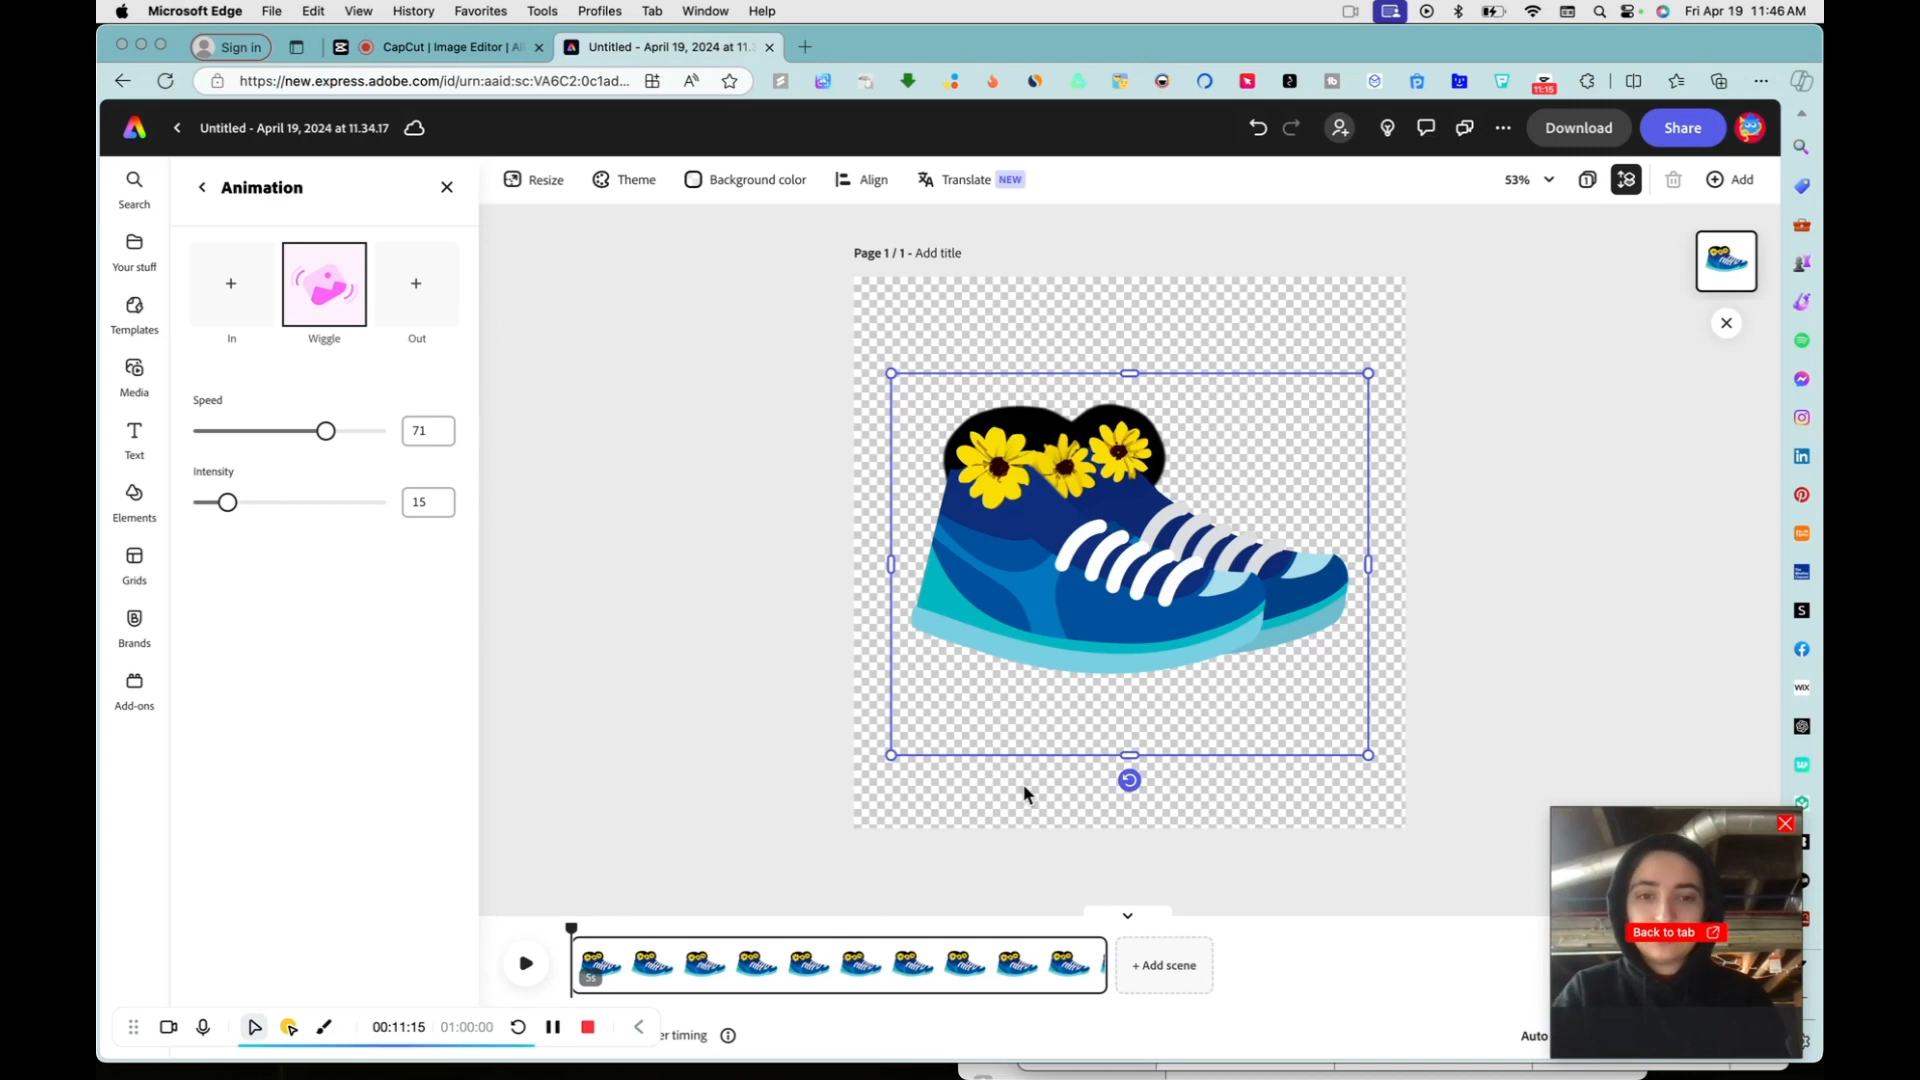 Microsoft Edge File Edit View History Favorites Tools Profiles Tab Window Help Fri Apr 19 11:46 AM
Sign in CapCut | Image Editor | Untitled - April 19, 2024 at 11.
https://new.express.adobe.com/id/urn:aaid:sc:VA6C2:0c1ad... 11:15
Untitled - April 19, 2024 at 11.34.17 Download Share
Search
Your stuff
Templates
Media
Text
Elements
Grids
Brands
Add-ons
Animation
In Wiggle Out
Speed
71
Intensity
15
Resize Theme Background color Align Translate NEW 53% Add
Page 1 / 1 - Add title
WIX
Back to tab
5s
+ Add scene
00:11:15 01:00:00
er timing
Auto